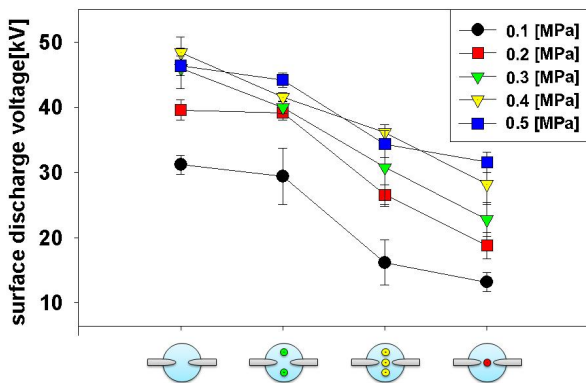 surface discharge voltage[kV]
50
40
30
20
10
0.1 [MPa]
0.2 [MPa]
0.3 [MPa]
0.4 [MPa]
0.5 [MPa]